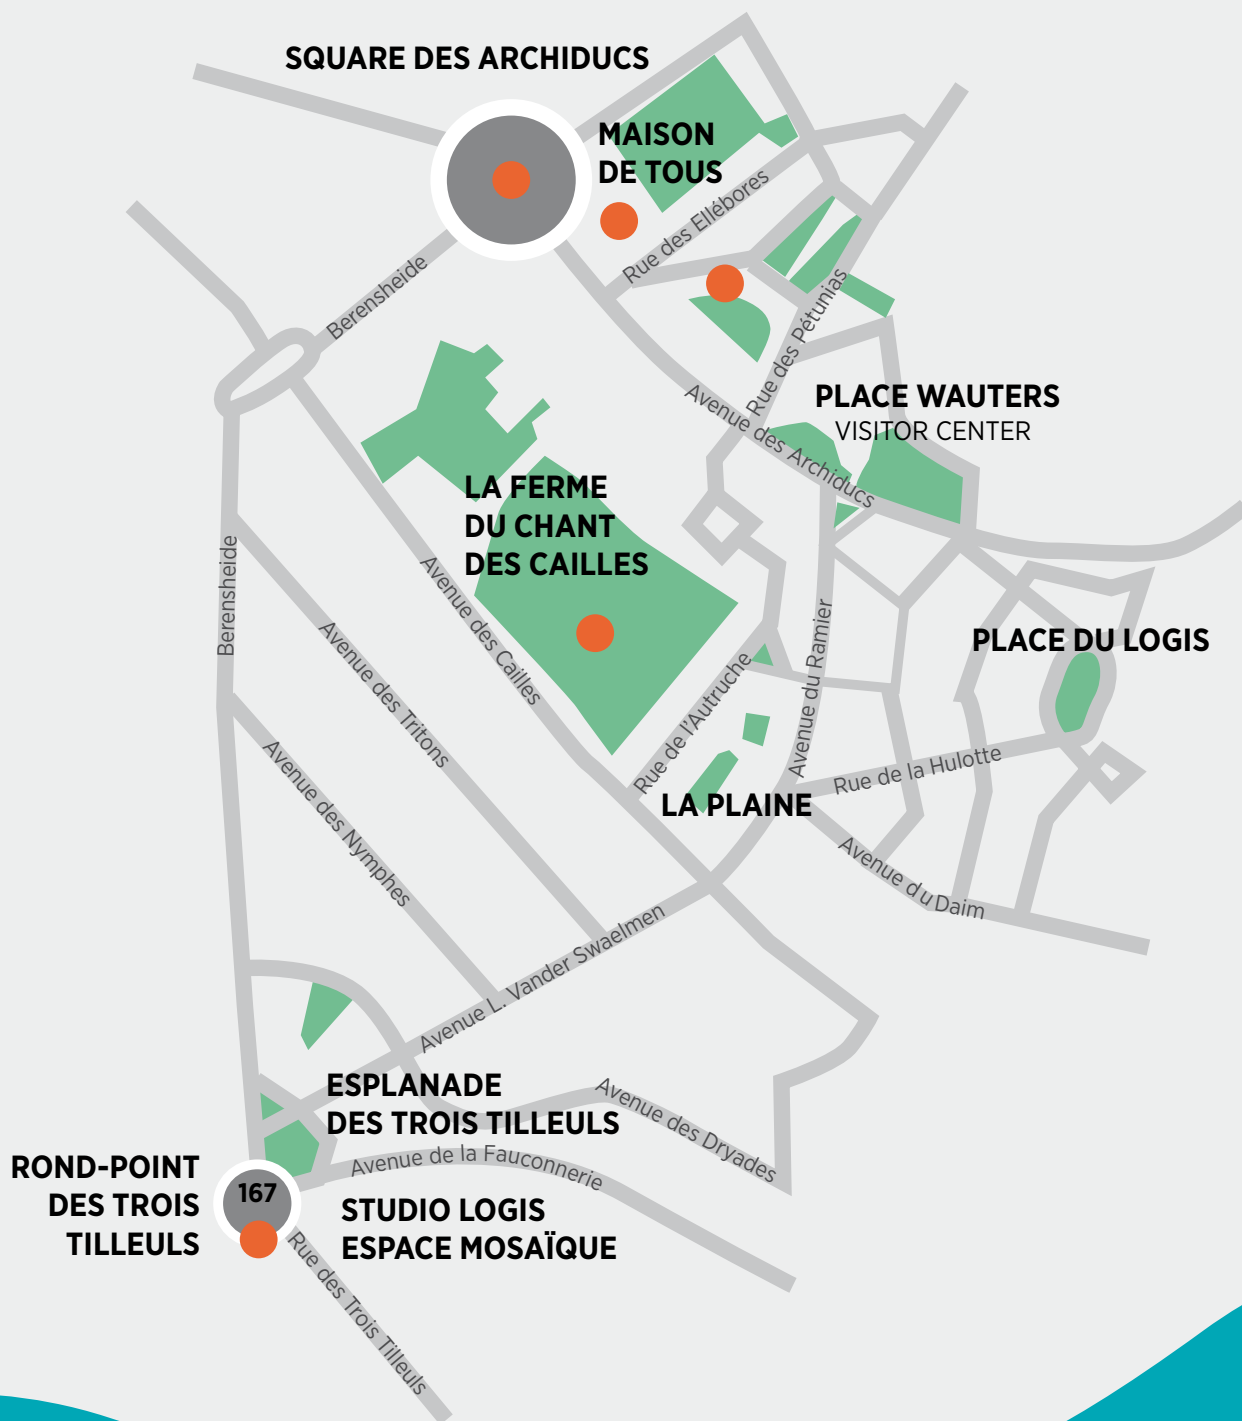 SQUARE DES ARCHIDUCS
MAISON
DE TOUS
Rue des Ellébores
Berensheide
Rue des Pétunias
PLACE WAUTERS
VISITOR CENTER
Avenue des Archiducs
LA FERME
DU CHANT
DES CAILLES
Berensheide
Avenue des Cailles
Avenue des Tritons
Avenue du Ramier
PLACE DU LOGIS
Rue de l'Autruche
Avenue des Nymphes
Rue de la Hulotte
LA PLAINE
Avenue du Daim
Avenue L. Vander Swaelmen
ESPLANADE
DES TROIS TILLEULS
Avenue des Dryades
Avenue de la Fauconnerie
ROND-POINT
DES TROIS
TILLEULS
167
STUDIO LOGIS
ESPACE MOSAÏQUE
Rue des Trois Tilleuls